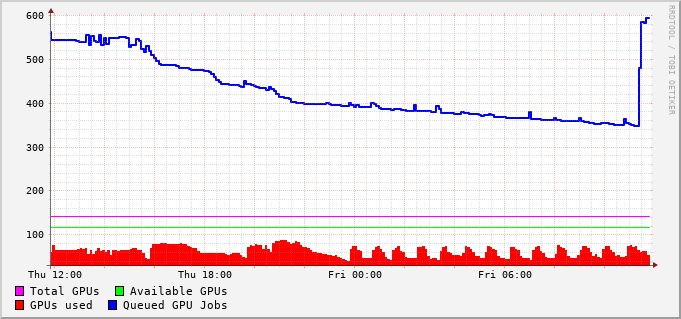 600
500
400
300
200
100
Thu 12:00 Thu 18:00 Fri 00:00 Fri 06:00
Total GPUs Available GPUs
GPUs used Queued GPU Jobs
RRDTOOL / TOBI OETIKER